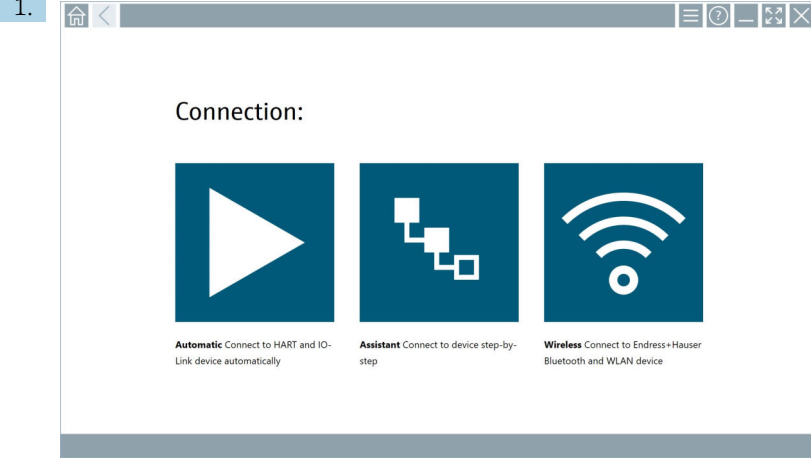 1.
Connection:
Automatic Connect to HART and IO-
Link device automatically
Assistant Connect to device step-by-
step
Wireless Connect to Endress+Hauser
Bluetooth and WLAN device